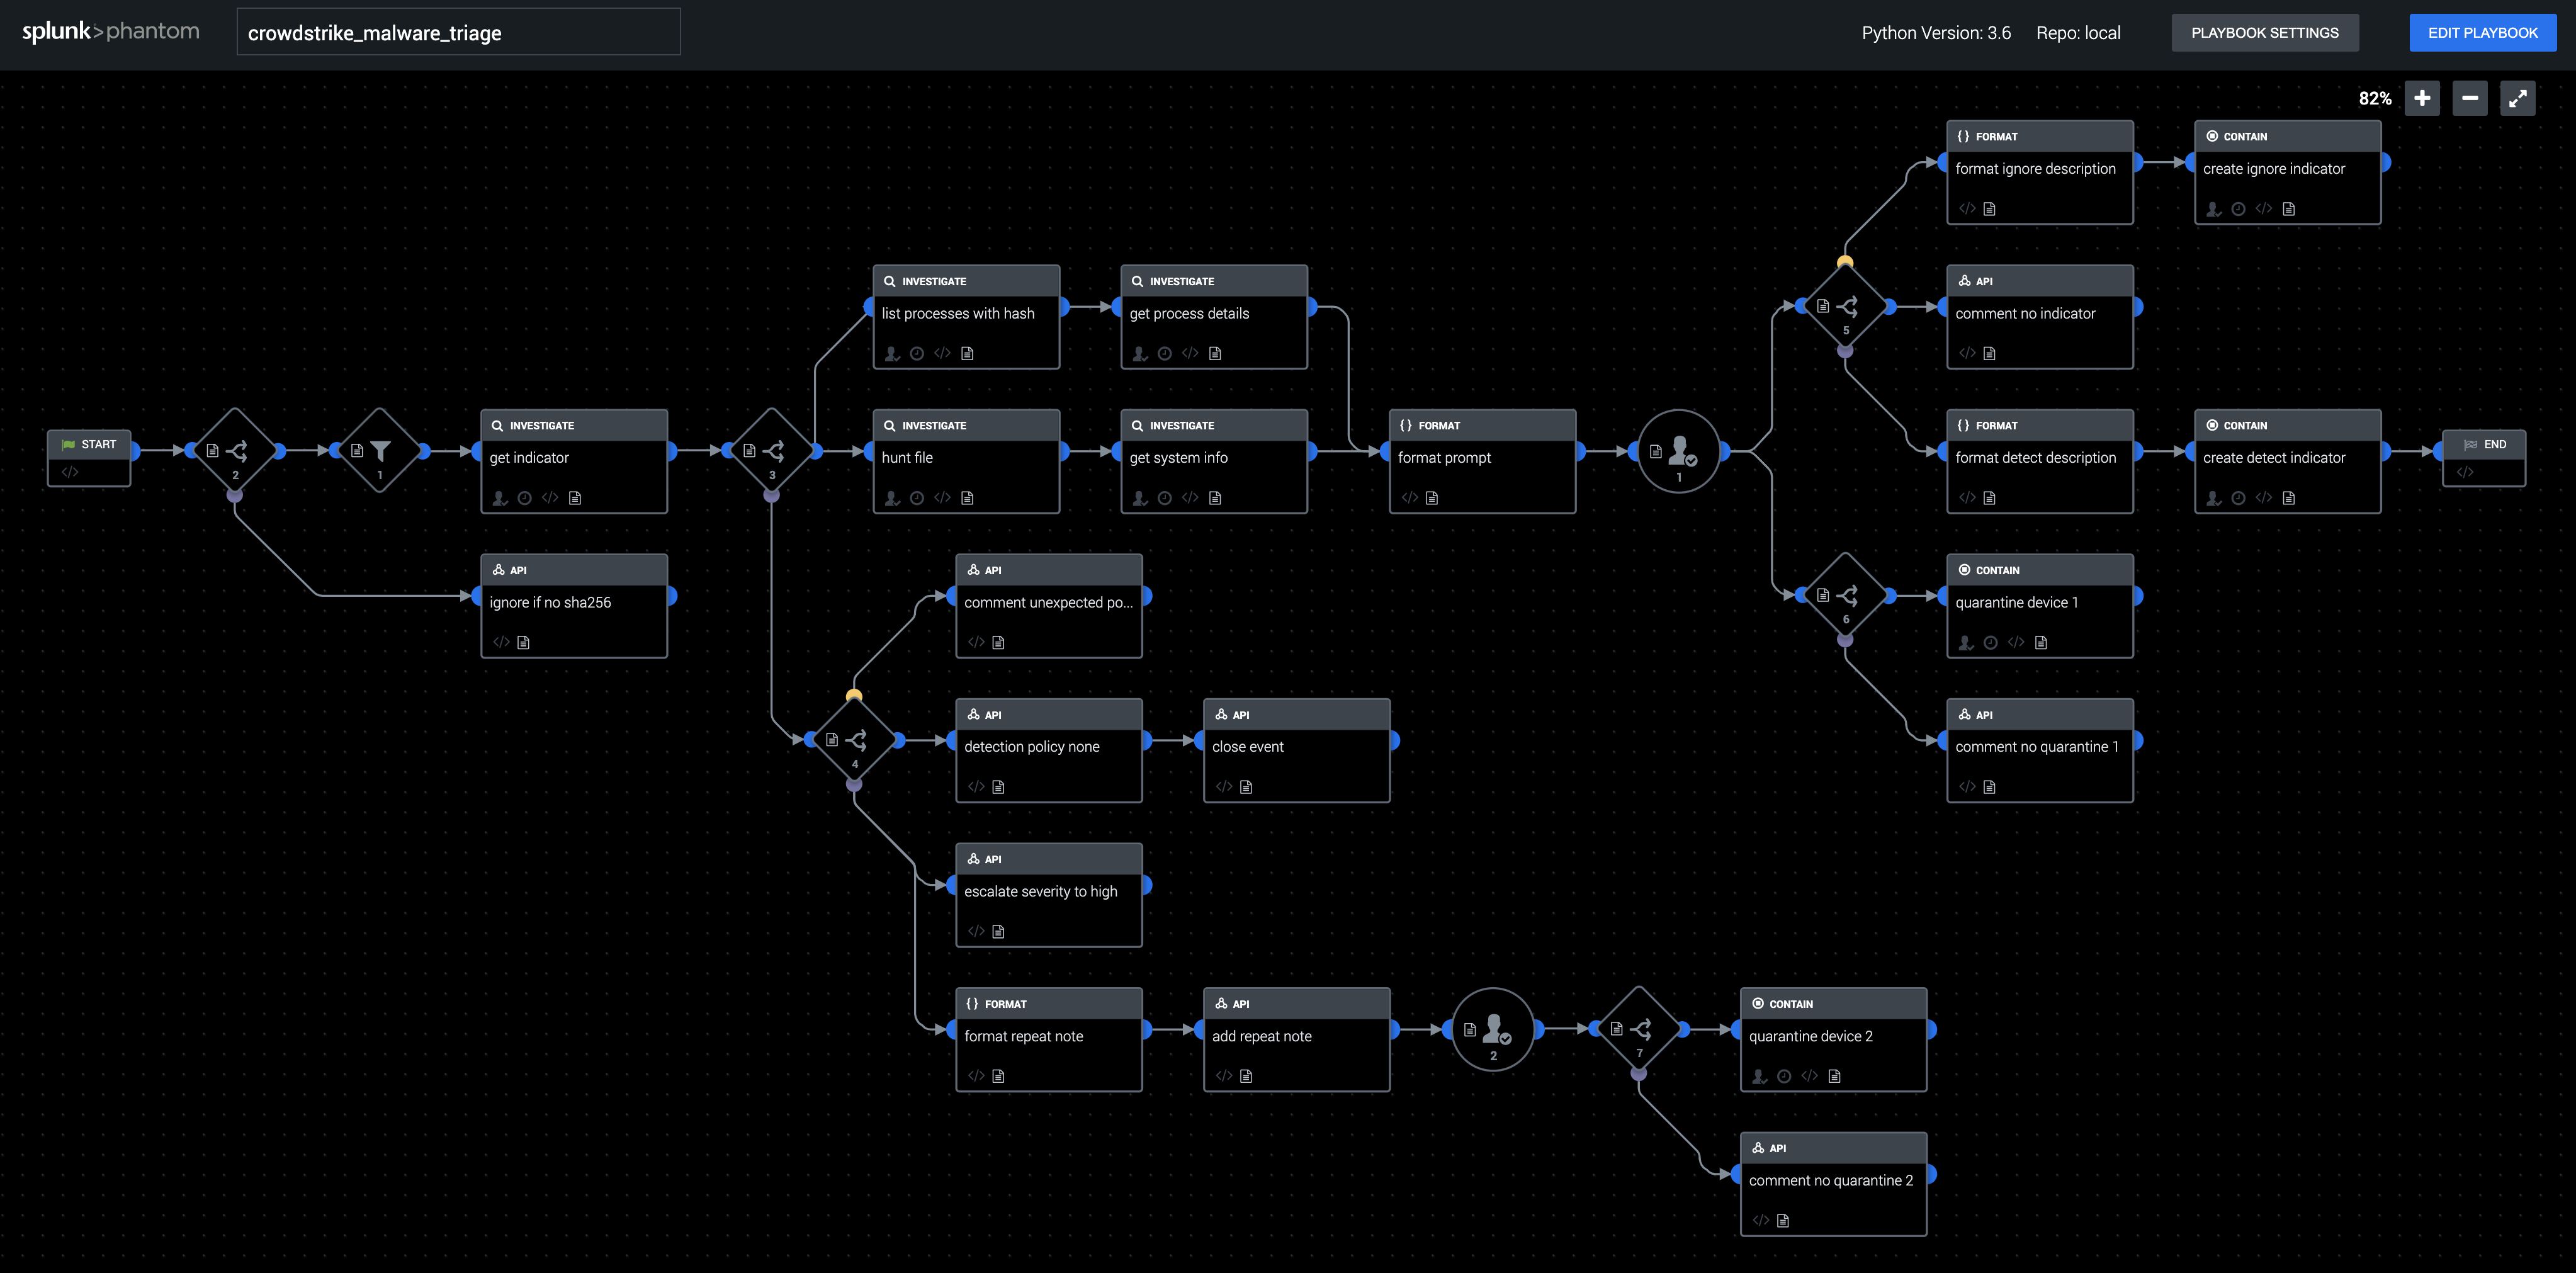 splunk>phantom
crowdstrike_malware_triage
Python Version: 3.6
Repo: local
PLAYBOOK SETTINGS
EDIT PLAYBOOK
82%
FORMAT
format ignore description
CONTAIN
create ignore indicator
INVESTIGATE
list processes with hash
INVESTIGATE
get process details
5
API
comment no indicator
START
2
1
INVESTIGATE
get indicator
3
INVESTIGATE
hunt file
INVESTIGATE
get system info
FORMAT
format prompt
1
FORMAT
format detect description
CONTAIN
create detect indicator
END
API
ignore if no sha256
API
comment unexpected po...
6
CONTAIN
quarantine device 1
4
API
detection policy none
API
close event
API
comment no quarantine 1
API
escalate severity to high
FORMAT
format repeat note
API
add repeat note
2
7
CONTAIN
quarantine device 2
API
comment no quarantine 2